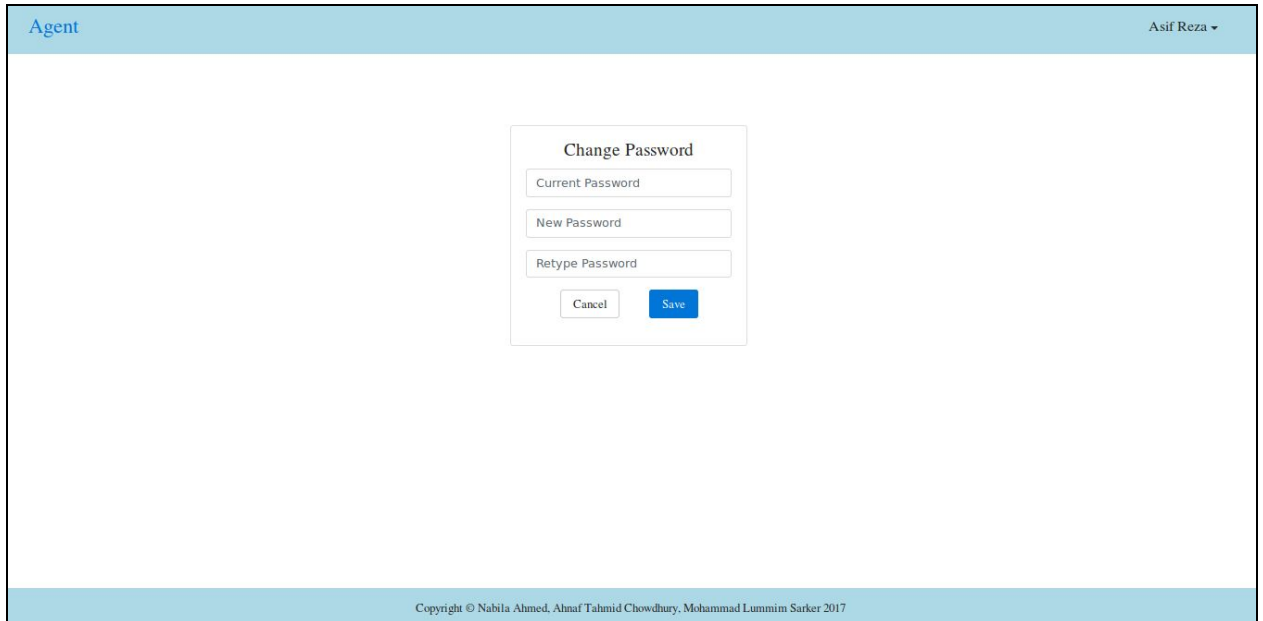 Agent
Asif Reza
Change Password
Current Password
New Password
Retype Password
Cancel Save
Copyright © Nabila Ahmed, Ahnaf Tahmid Chowdhury, Mohammad Lummim Sarker 2017